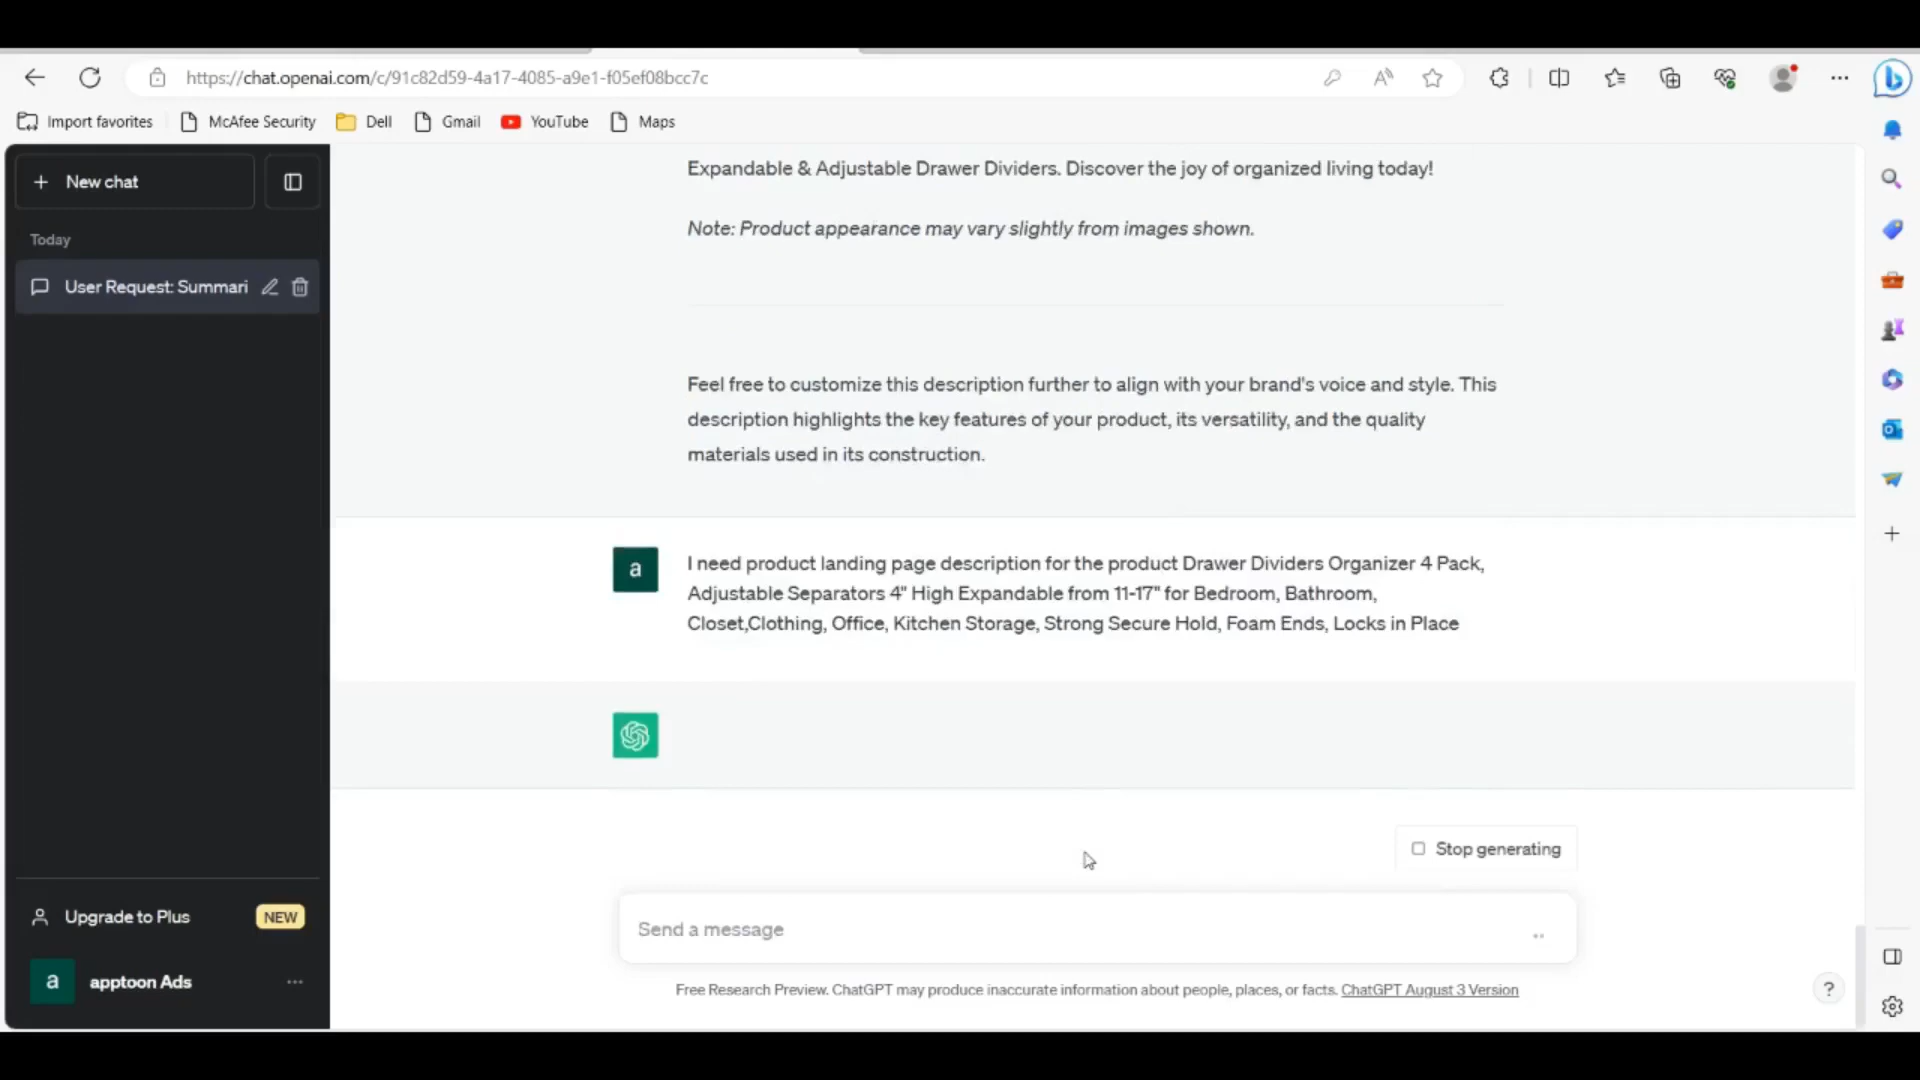 https://chat.openai.com/c/91c82d59-4a17-4085-a9e1-f05ef08bcc7c
Import favorites
McAfee Security
Dell
Gmail
YouTube
Maps
New chat
Today
User Request: Summari
Expandable & Adjustable Drawer Dividers. Discover the joy of organized living today!
Note: Product appearance may vary slightly from images shown.
Feel free to customize this description further to align with your brand's voice and style. This
description highlights the key features of your product, its versatility, and the quality
materials used in its construction.
a
I need product landing page description for the product Drawer Dividers Organizer 4 Pack,
Adjustable Separators 4" High Expandable from 11-17" for Bedroom, Bathroom,
Closet,Clothing, Office, Kitchen Storage, Strong Secure Hold, Foam Ends, Locks in Place
Stop generating
Send a message
Free Research Preview. ChatGPT may produce inaccurate information about people, places, or facts. ChatGPT August 3 Version
?
Upgrade to Plus
NEW
a
apptoon Ads